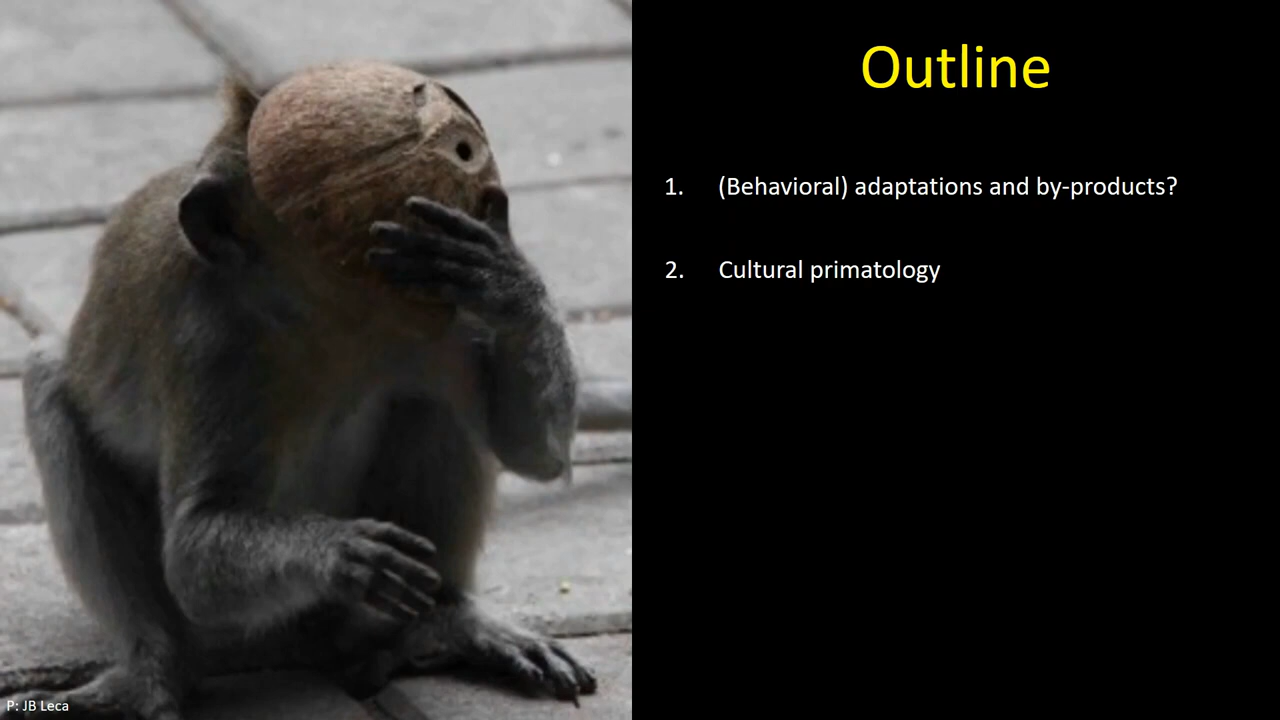 Outline
1. (Behavioral) adaptations and by-products?
2. Cultural primatology
P: JB Leca